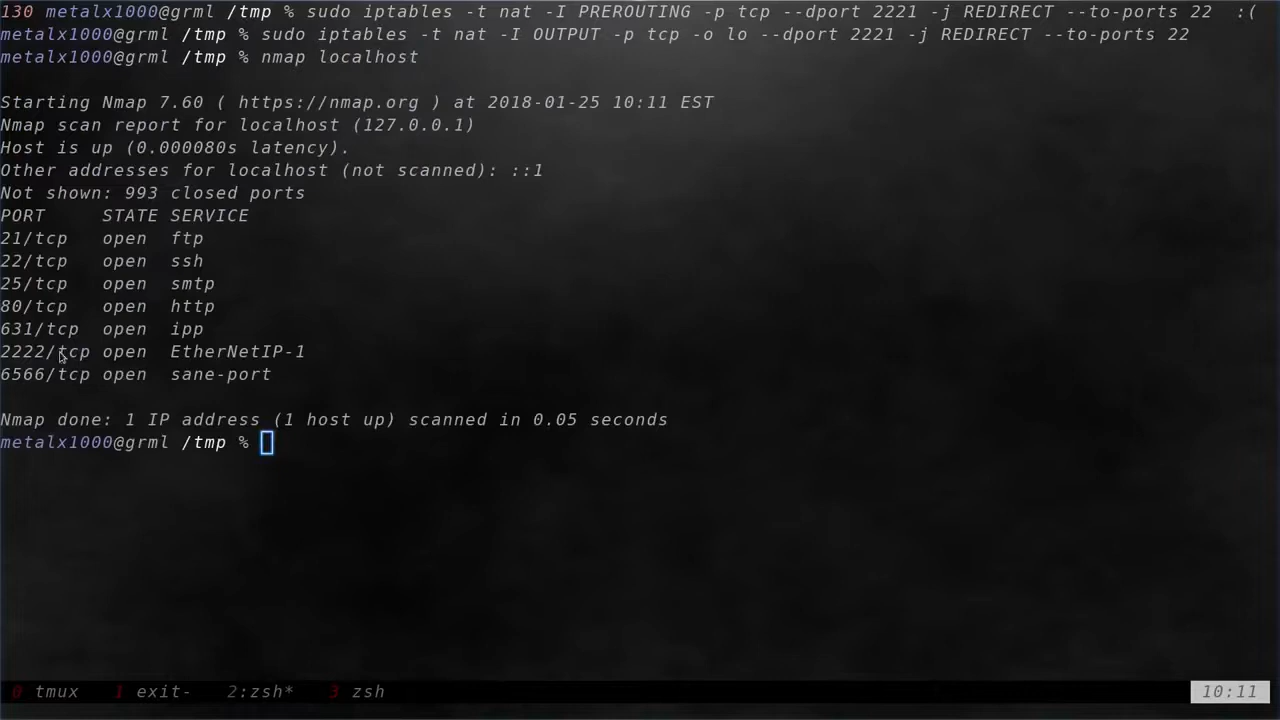 130 metalx1000@grml /tmp % sudo iptables -t nat -I PREROUTING -p tcp --dport 2221 -j REDIRECT --to-ports 22  :(
metalx1000@grml /tmp % sudo iptables -t nat -I OUTPUT -p tcp -o lo --dport 2221 -j REDIRECT --to-ports 22
metalx1000@grml /tmp % nmap localhost
Starting Nmap 7.60 ( https://nmap.org ) at 2018-01-25 10:11 EST
Nmap scan report for localhost (127.0.0.1)
Host is up (0.000080s latency).
Other addresses for localhost (not scanned): ::1
Not shown: 993 closed ports
PORT     STATE SERVICE
21/tcp   open  ftp
22/tcp   open  ssh
25/tcp   open  smtp
80/tcp   open  http
631/tcp  open  ipp
2222/tcp open  EtherNetIP-1
6566/tcp open  sane-port
Nmap done: 1 IP address (1 host up) scanned in 0.05 seconds
metalx1000@grml /tmp %
0 tmux  1 exit-  2:zsh*  3 zsh  10:11